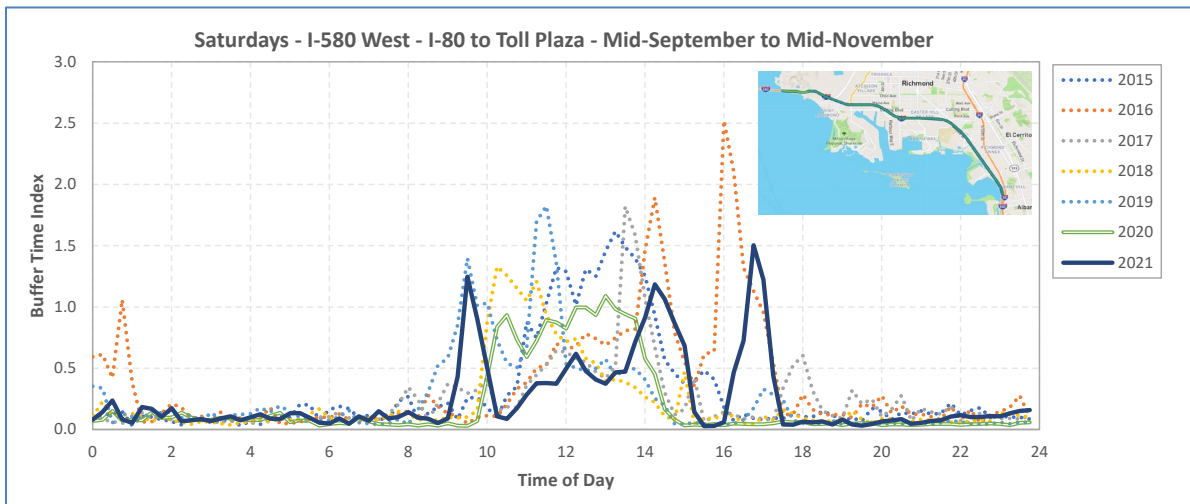 Saturdays - I-580 West - I-80 to Toll Plaza - Mid-September to Mid-November
3.0
2.5
2.0
1.5
1.0
0.5
0.0
Buffer Time Index
0 2 4 6 8 10 12 14 16 18 20 22 24
Time of Day
Richmond
El Cerrito
Albany
2015
2016
2017
2018
2019
2020
2021